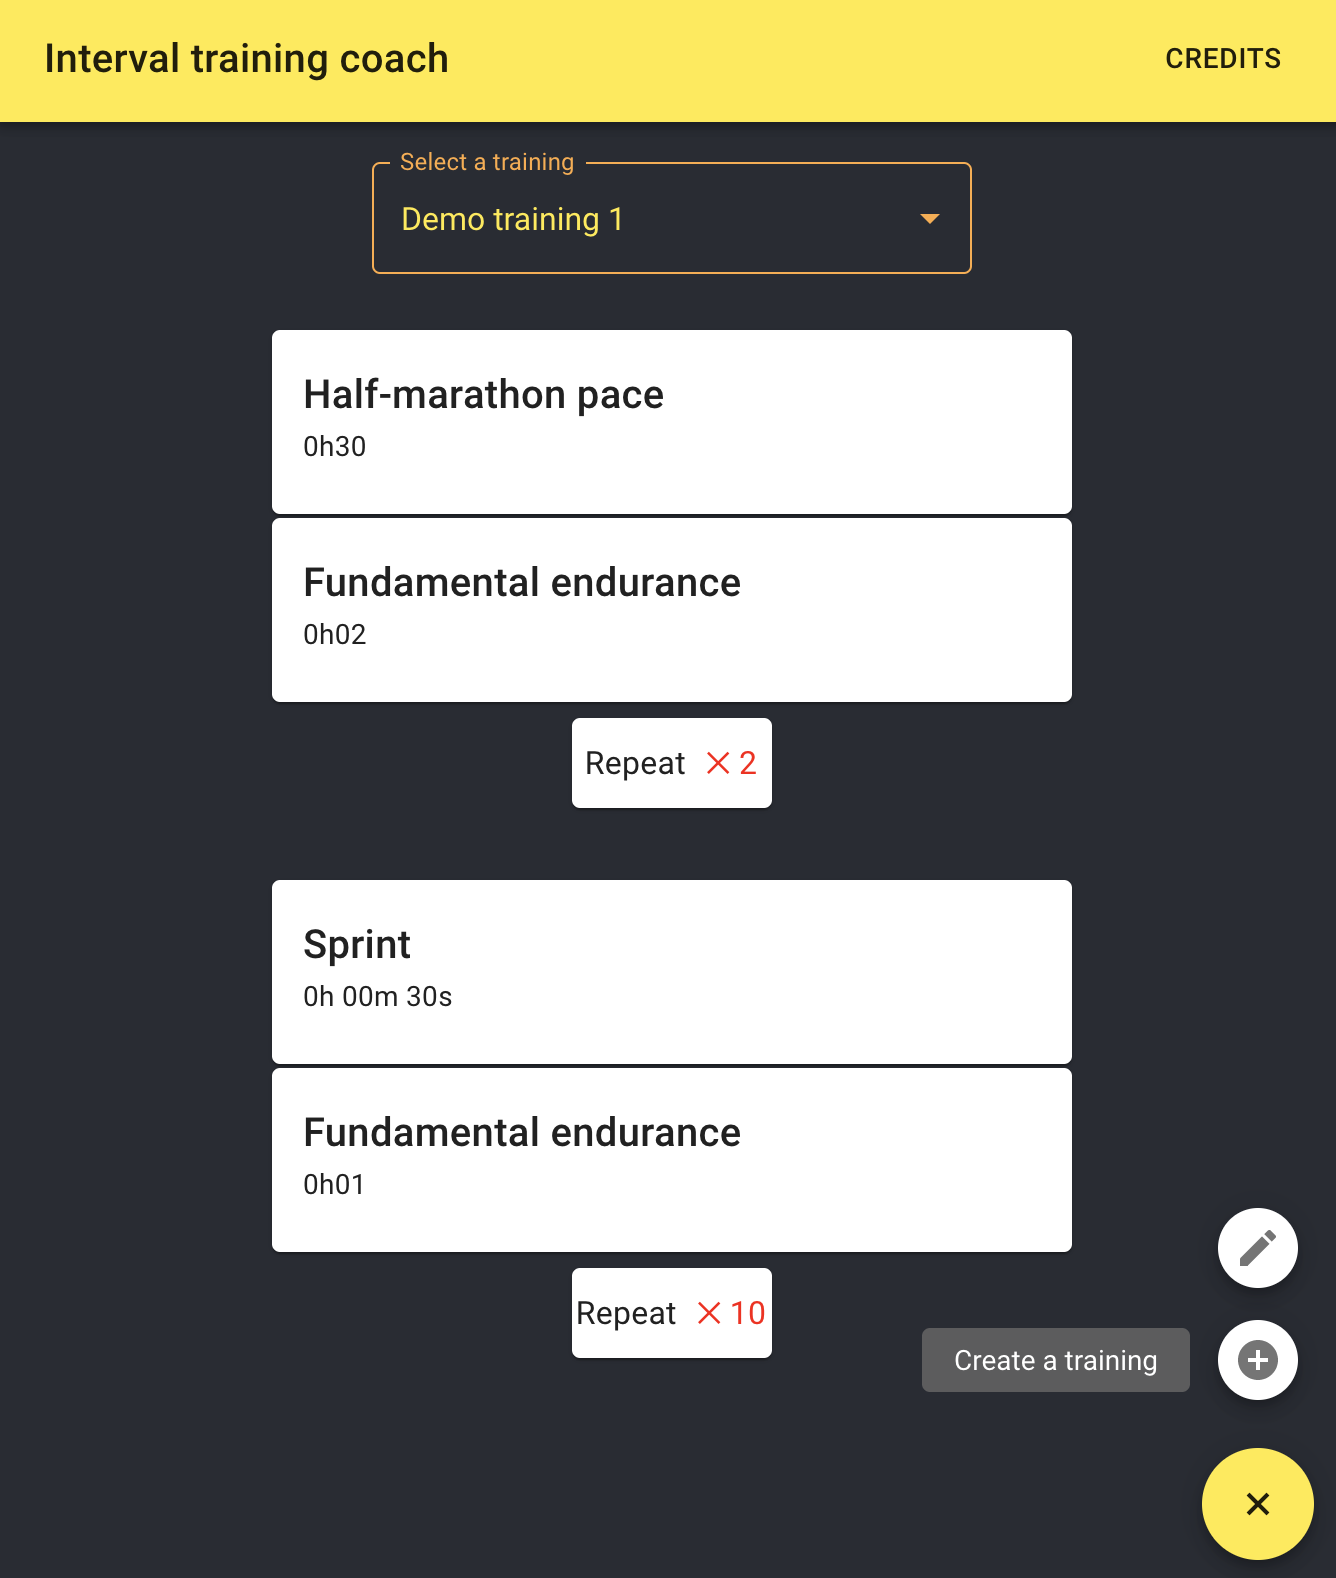 Interval training coach
CREDITS
Select a training
Demo training 1
Half-marathon pace
0h30
Fundamental endurance
0h02
Repeat × 2
Sprint
0h 00m 30s
Fundamental endurance
0h01
Repeat × 10
Create a training